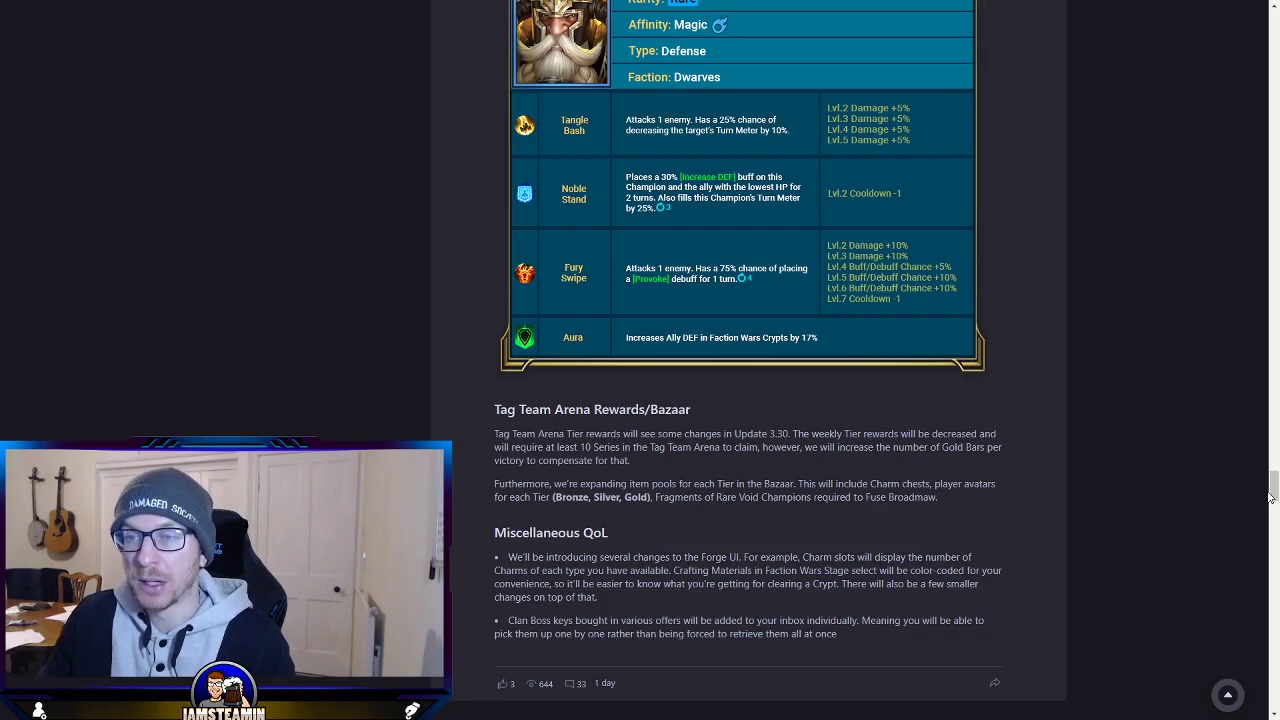 Rarity: Rare
Affinity: Magic
Type: Defense
Faction: Dwarves
Tangle
Bash
Attacks 1 enemy. Has a 25% chance of
decreasing the target's Turn Meter by 10%.
Lvl.2 Damage +5%
Lvl.3 Damage +5%
Lvl.4 Damage +5%
Lvl.5 Damage +5%
Noble
Stand
Places a 30% [Increase DEF] buff on this
Champion and the ally with the lowest HP for
2 turns. Also fills this Champion's Turn Meter
by 25%. 3
Lvl.2 Cooldown -1
Fury
Swipe
Attacks 1 enemy. Has a 75% chance of placing
a [Provoke] debuff for 1 turn. 4
Lvl.2 Damage +10%
Lvl.3 Damage +10%
Lvl.4 Buff/Debuff Chance +5%
Lvl.5 Buff/Debuff Chance +10%
Lvl.6 Buff/Debuff Chance +10%
Lvl.7 Cooldown -1
Aura
Increases Ally DEF in Faction Wars Crypts by 17%
Tag Team Arena Rewards/Bazaar
Tag Team Arena Tier rewards will see some changes in Update 3.30. The weekly Tier rewards will be decreased and
will require at least 10 Series in the Tag Team Arena to claim, however, we will increase the number of Gold Bars per
victory to compensate for that.
Furthermore, we're expanding item pools for each Tier in the Bazaar. This will include Charm chests, player avatars
for each Tier (Bronze, Silver, Gold), Fragments of Rare Void Champions required to Fuse Broadmaw.
Miscellaneous QoL
• We'll be introducing several changes to the Forge UI. For example, Charm slots will display the number of
Charms of each type you have available. Crafting Materials in Faction Wars Stage select will be color-coded for your
convenience, so it'll be easier to know what you're getting for clearing a Crypt. There will also be a few smaller
changes on top of that.
• Clan Boss keys bought in various offers will be added to your inbox individually. Meaning you will be able to
pick them up one by one rather than being forced to retrieve them all at once
3 644 33 1 day
DAMAGED
IAMSTEAMIN